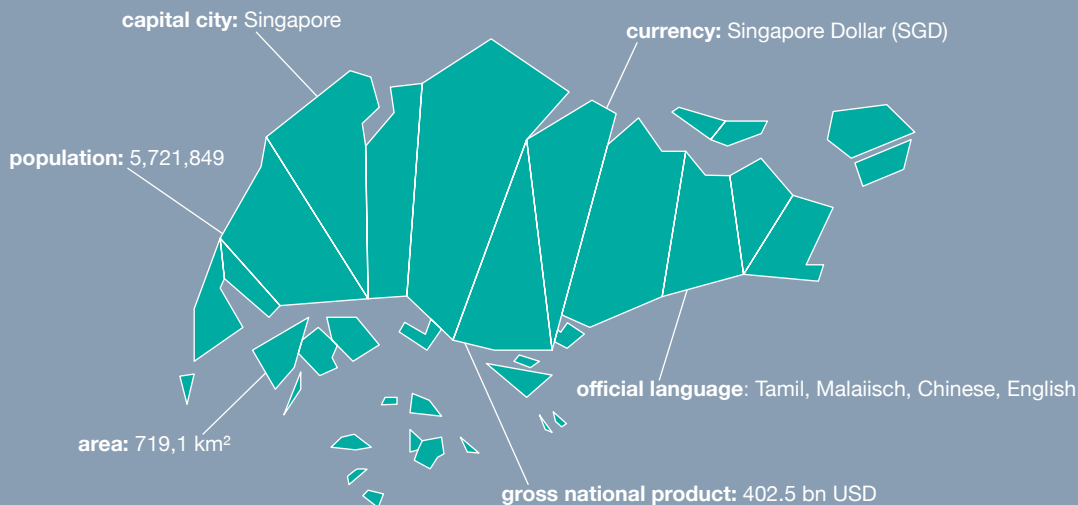 capital city: Singapore
currency: Singapore Dollar (SGD)
population: 5,721,849
official language: Tamil, Malaiisch, Chinese, English
area: 719,1 km²
gross national product: 402.5 bn USD